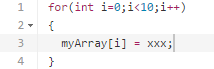 1 for(int i=0;i<10;i++)
2 {
3 myArray[i] = xxx;
4 }